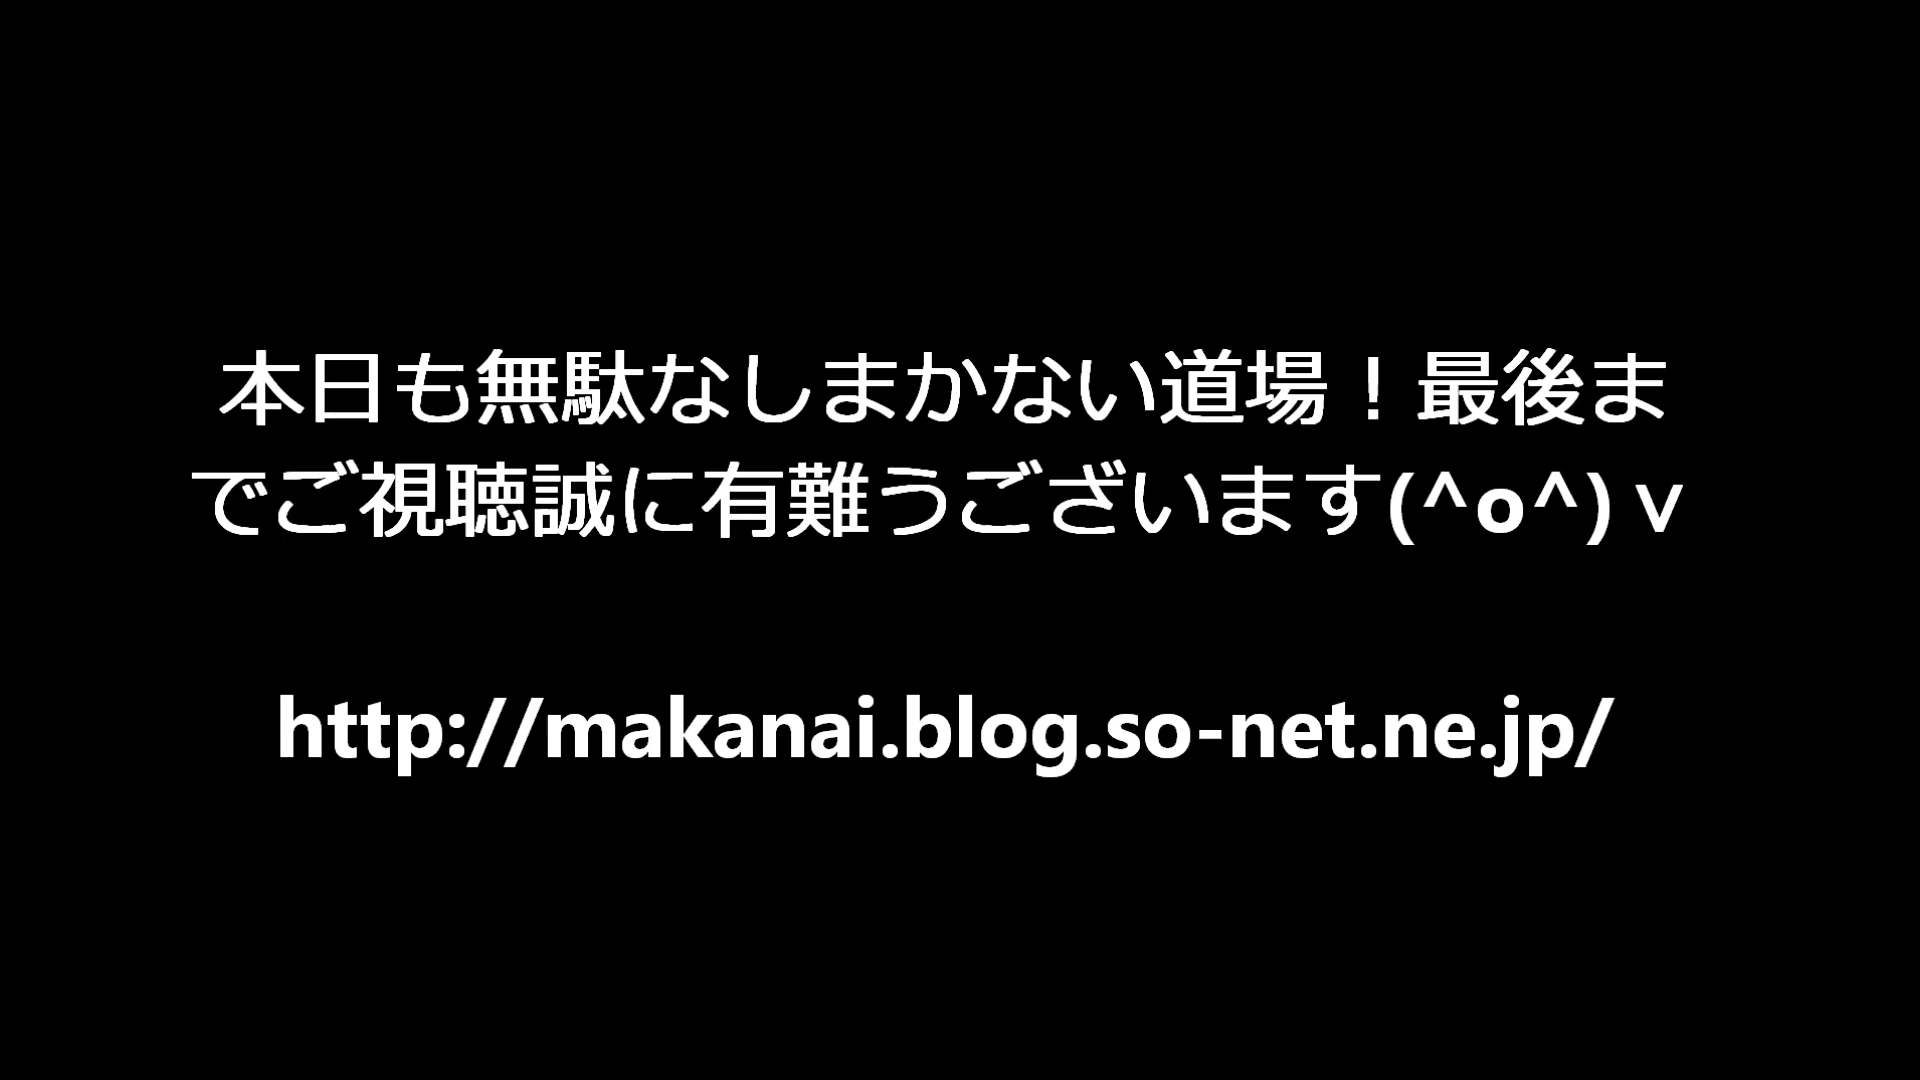 本日も無駄なしまかない道場！最後ま
でご視聴誠に有難うございます(^o^)ｖ
http://makanai.blog.so-net.ne.jp/